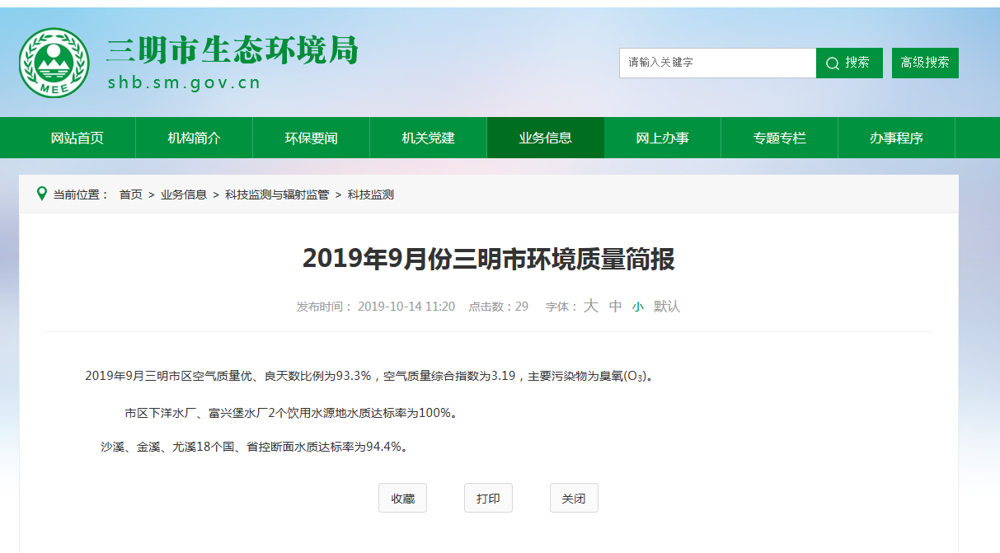 三明市生态环境局
shb.sm.gov.cn
MEE
请输入关键字 搜索 高级搜索
网站首页 机构简介 环保要闻 机关党建 业务信息 网上办事 专题专栏 办事程序
当前位置： 首页 > 业务信息 > 科技监测与辐射监管 > 科技监测
2019年9月份三明市环境质量简报
发布时间： 2019-10-14 11:20 点击数：29 字体： 大 中 小 默认
2019年9月三明市区空气质量优、良天数比例为93.3%，空气质量综合指数为3.19，主要污染物为臭氧(O₃)。
市区下洋水厂、富兴堡水厂2个饮用水源地水质达标率为100%。
沙溪、金溪、尤溪18个国、省控断面水质达标率为94.4%。
收藏 打印 关闭